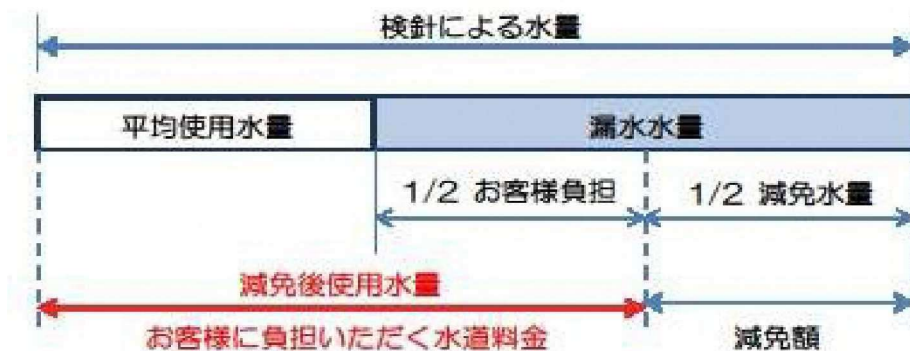 検針による水量
平均使用水量
漏水水量
1/2 お客様負担
1/2 減免水量
減免後使用水量
お客様に負担いただく水道料金
減免額